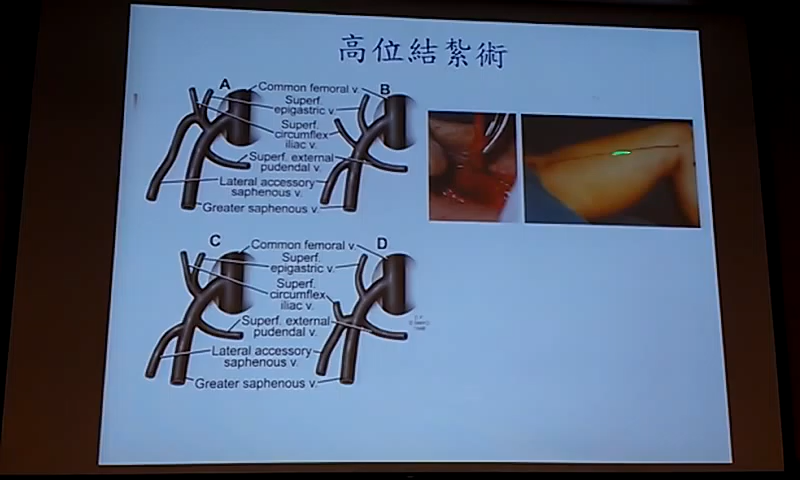 高位結紮術
A
Common femoral v.
B
Superf.
epigastric v.
Superf.
circumflex
iliac v.
Superf. external
pudendal v.
Lateral accessory
saphenous v.
Greater saphenous v.
C
Common femoral v.
D
Superf.
epigastric v.
Superf.
circumflex
iliac v.
Superf. external
pudendal v.
Lateral accessory
saphenous v.
Greater saphenous v.